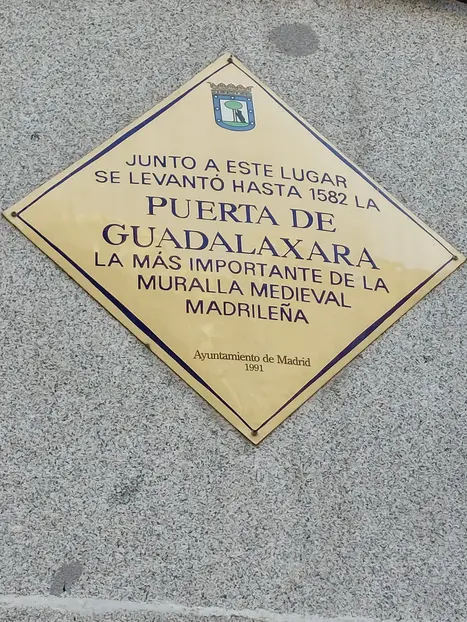 JUNTO A ESTE LUGAR
SE LEVANTÓ HASTA 1582 LA
PUERTA DE
GUADALAXARA
LA MÁS IMPORTANTE DE LA
MURALLA MEDIEVAL
MADRILEÑA
Ayuntamiento de Madrid
1991